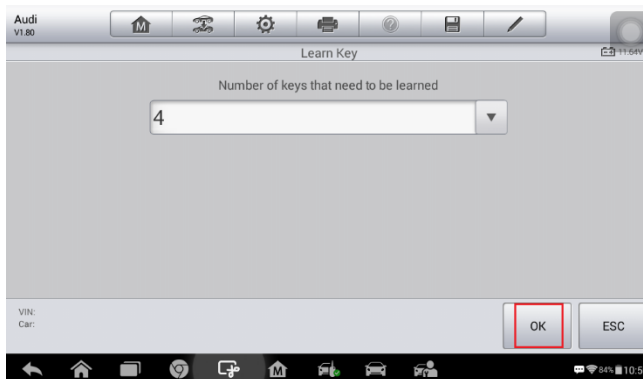 Audi
V1.80
M
Learn Key
11.64V
Number of keys that need to be learned
4
VIN:
Car:
OK
ESC
M
84%